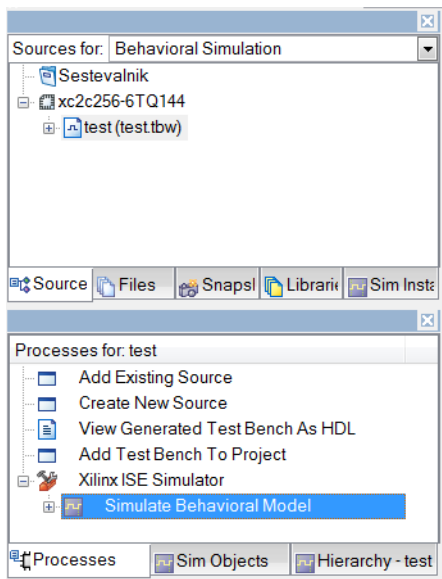 Sources for: Behavioral Simulation
Sestevalnik
xc2c256-6TQ144
test (test.tbw)
Source Files Snapsl Librarie Sim Insta
Processes for: test
Add Existing Source
Create New Source
View Generated Test Bench As HDL
Add Test Bench To Project
Xilinx ISE Simulator
Simulate Behavioral Model
Processes Sim Objects Hierarchy - test